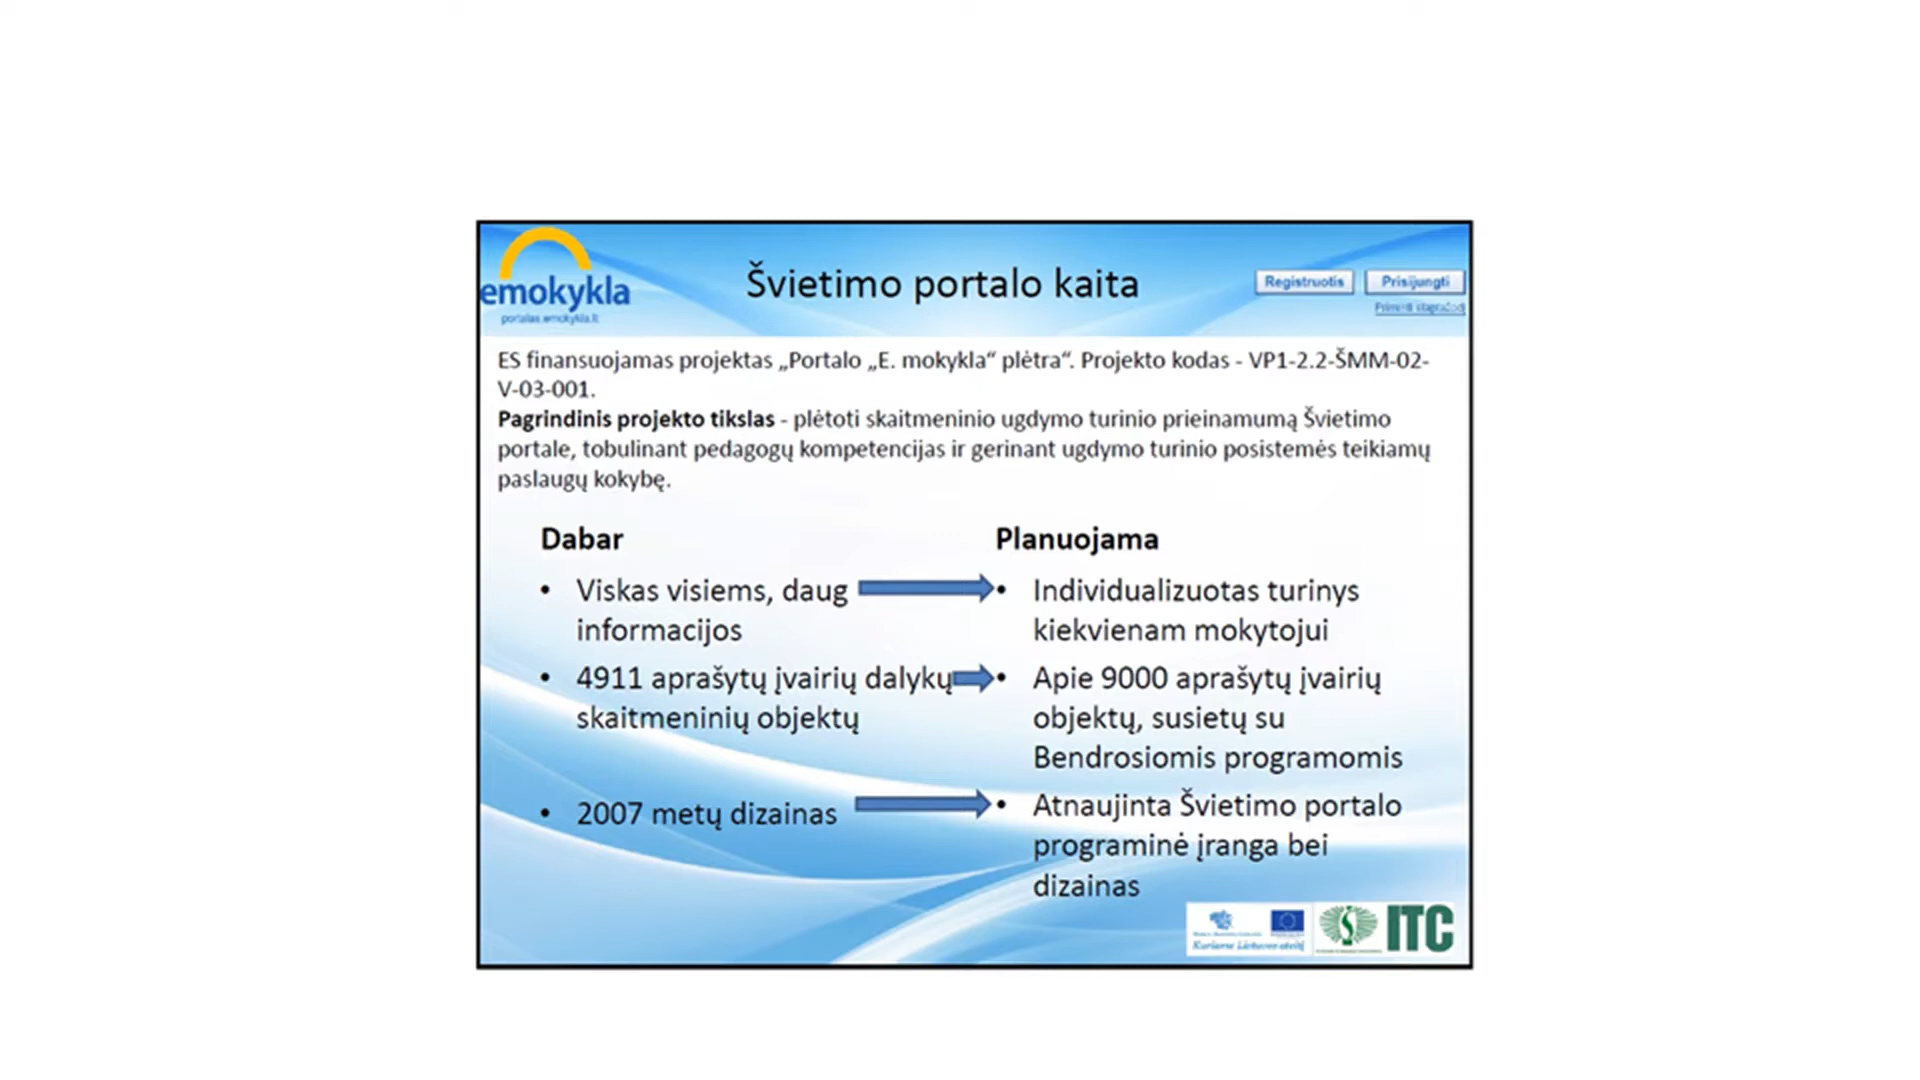 emokykla
portalas.emokykla.lt
Švietimo portalo kaita
Registruotis
Prisijungti
ES finansuojamas projektas „Portalo „E. mokykla“ plėtra“. Projekto kodas - VP1-2.2-ŠMM-02-
V-03-001.
Pagrindinis projekto tikslas - plėtoti skaitmeninio ugdymo turinio prieinamumą Švietimo
portale, tobulinant pedagogų kompetencijas ir gerinant ugdymo turinio posistemės teikiamų
paslaugų kokybę.
Dabar
• Viskas visiems, daug
informacijos
• 4911 aprašytų įvairių dalykų
skaitmeninių objektų
• 2007 metų dizainas
Planuojama
• Individualizuotas turinys
kiekvienam mokytojui
• Apie 9000 aprašytų įvairių
objektų, susietų su
Bendrosiomis programomis
• Atnaujinta Švietimo portalo
programinė įranga bei
dizainas
Kuriame Lietuvos ateitį
ITC